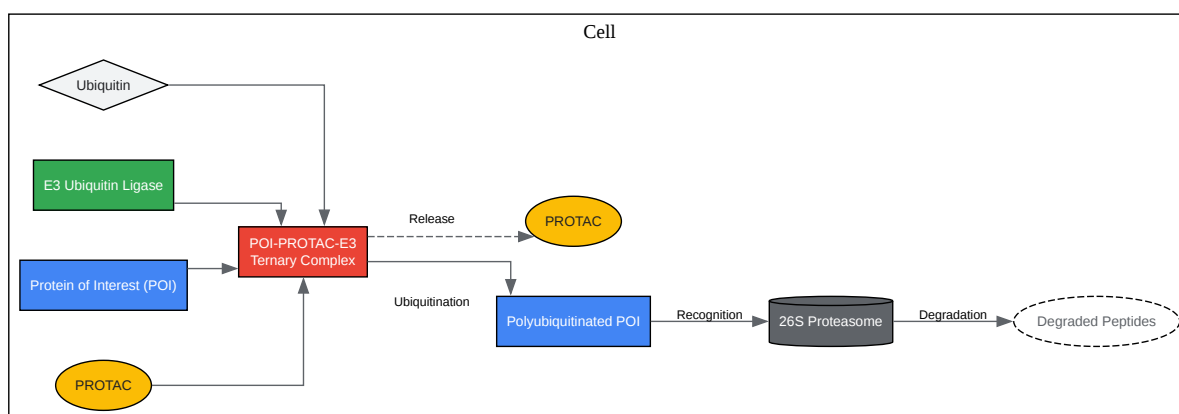 Cell
Ubiquitin
E3 Ubiquitin Ligase
Protein of Interest (POI)
PROTAC
POI-PROTAC-E3
Ternary Complex
Release
PROTAC
Ubiquitination
Polyubiquitinated POI
Recognition
26S Proteasome
Degradation
Degraded Peptides